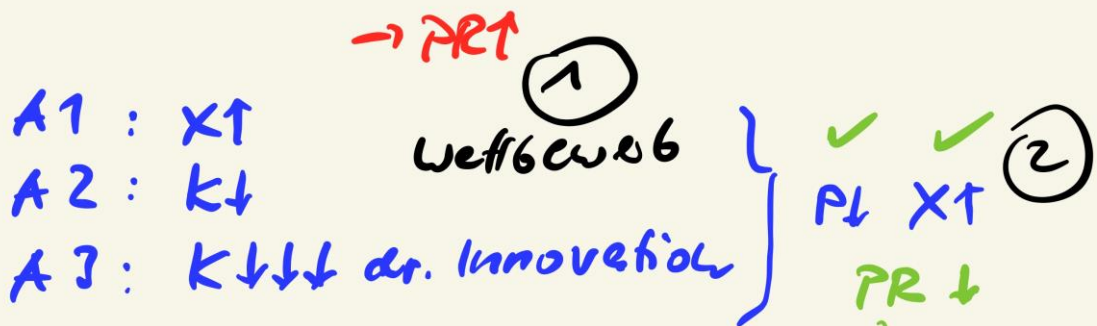 → PR↑
①
A1 : X↑
Wettbewerb
✓ ✓ ②
A2 : K↓
P↓ X↑
A3 : K↓↓↓ dr. Innovation
PR ↓